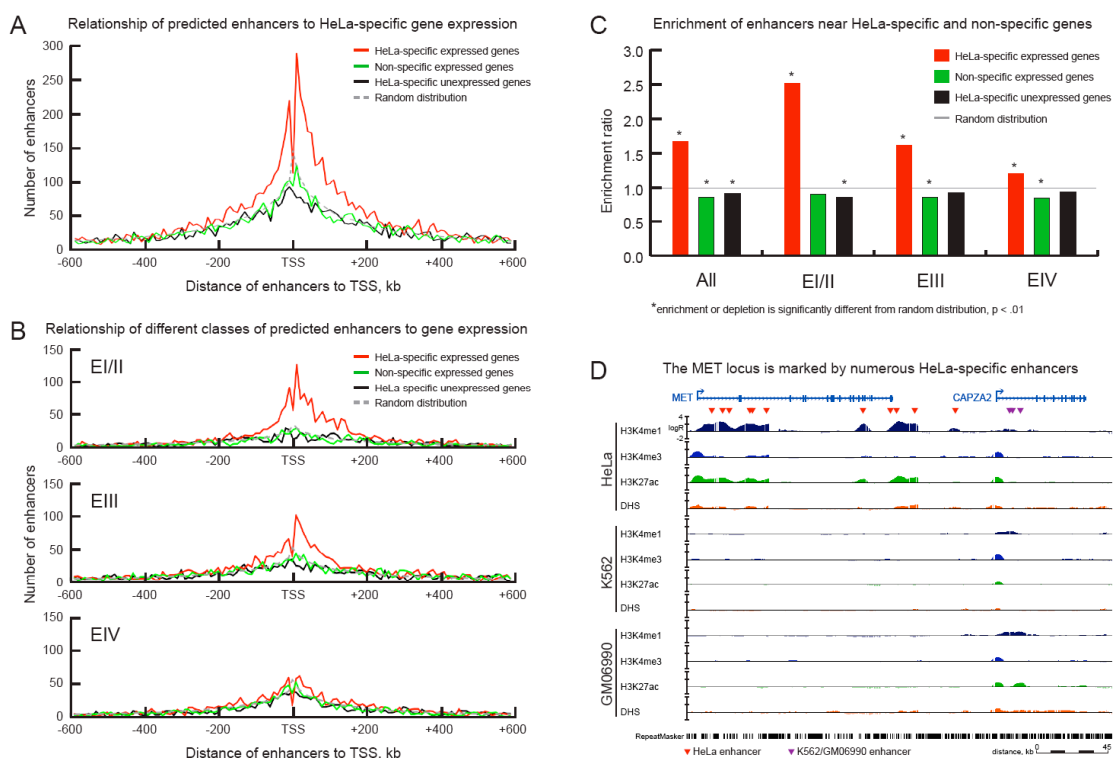 A
Relationship of predicted enhancers to HeLa-specific gene expression
300
250
200
150
100
50
0
Number of enhancers
HeLa-specific expressed genes
Non-specific expressed genes
HeLa-specific unexpressed genes
Random distribution
-600
-400
-200
TSS
+200
+400
+600
Distance of enhancers to TSS, kb
B
Relationship of different classes of predicted enhancers to gene expression
EI/II
HeLa-specific expressed genes
Non-specific expressed genes
HeLa specific unexpressed genes
Random distribution
150
100
50
0
-600
-400
-200
TSS
+200
+400
+600
EIII
150
100
50
0
Number of enhancers
-600
-400
-200
TSS
+200
+400
+600
EIV
150
100
50
0
-600
-400
-200
TSS
+200
+400
+600
Distance of enhancers to TSS, kb
C
Enrichment of enhancers near HeLa-specific and non-specific genes
3.0
2.5
2.0
1.5
1.0
0.5
0.0
Enrichment ratio
HeLa-specific expressed genes
Non-specific expressed genes
HeLa-specific unexpressed genes
Random distribution
* * * * * * * * *
All
EI/II
EIII
EIV
*enrichment or depletion is significantly different from random distribution, p < .01
D
The MET locus is marked by numerous HeLa-specific enhancers
MET
CAPZA2
HeLa
4
logR
-2
H3K4me1
H3K4me3
H3K27ac
DHS
K562
H3K4me1
H3K4me3
H3K27ac
DHS
GM06990
H3K4me1
H3K4me3
H3K27ac
DHS
RepeatMasker
HeLa enhancer
K562/GM06990 enhancer
distance, kb
0
45